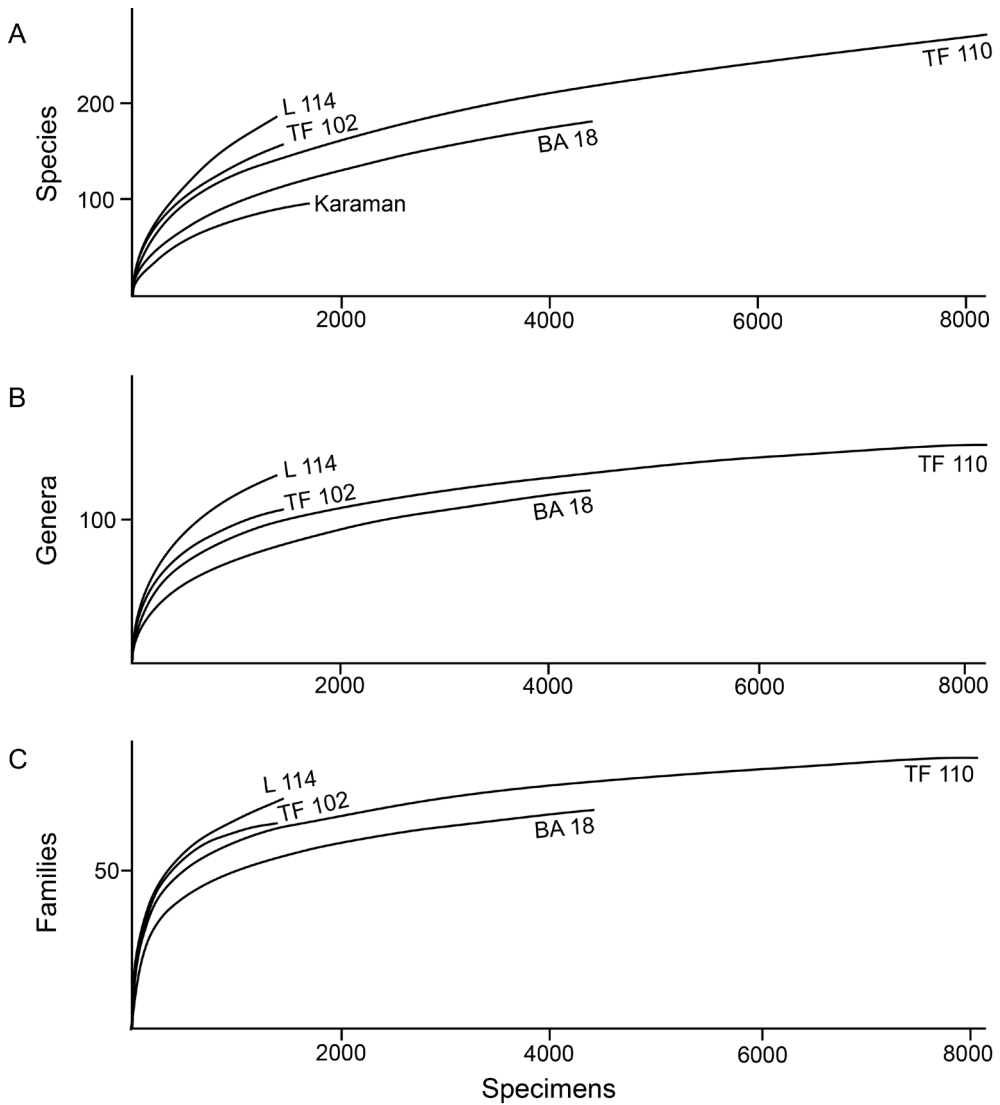 A
Species
200
100
L 114
TF 102
TF 110
BA 18
Karaman
2000
4000
6000
8000
B
Genera
100
L 114
TF 102
TF 110
BA 18
2000
4000
6000
8000
C
Families
50
L 114
TF 102
TF 110
BA 18
2000
4000
6000
8000
Specimens